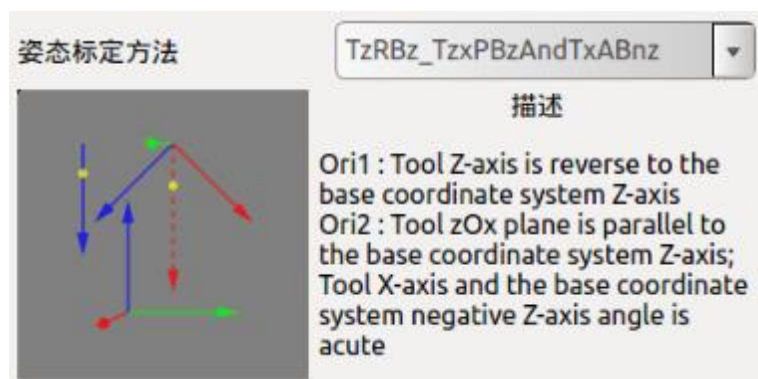 姿态标定方法
TzRBz_TzxPBzAndTxABnz
描述
Ori1 : Tool Z-axis is reverse to the
base coordinate system Z-axis
Ori2 : Tool zOx plane is parallel to
the base coordinate system Z-axis;
Tool X-axis and the base coordinate
system negative Z-axis angle is
acute